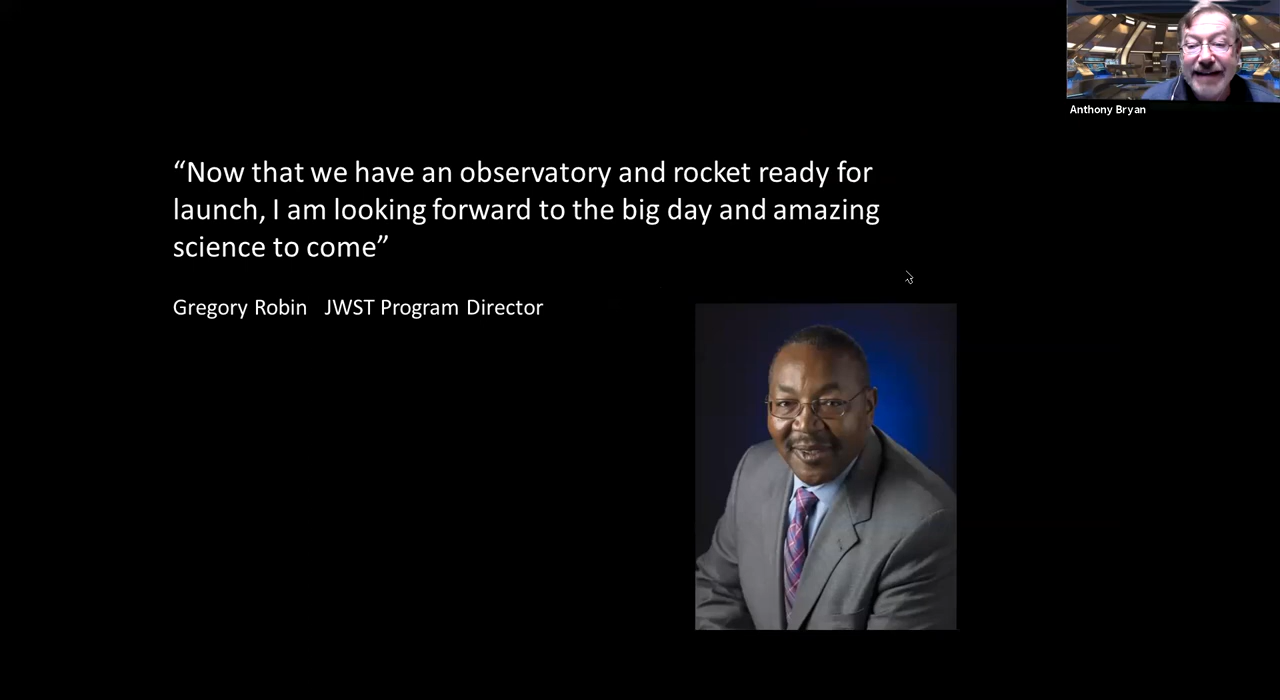 “Now that we have an observatory and rocket ready for
launch, I am looking forward to the big day and amazing
science to come”
Gregory Robin JWST Program Director
Anthony Bryan